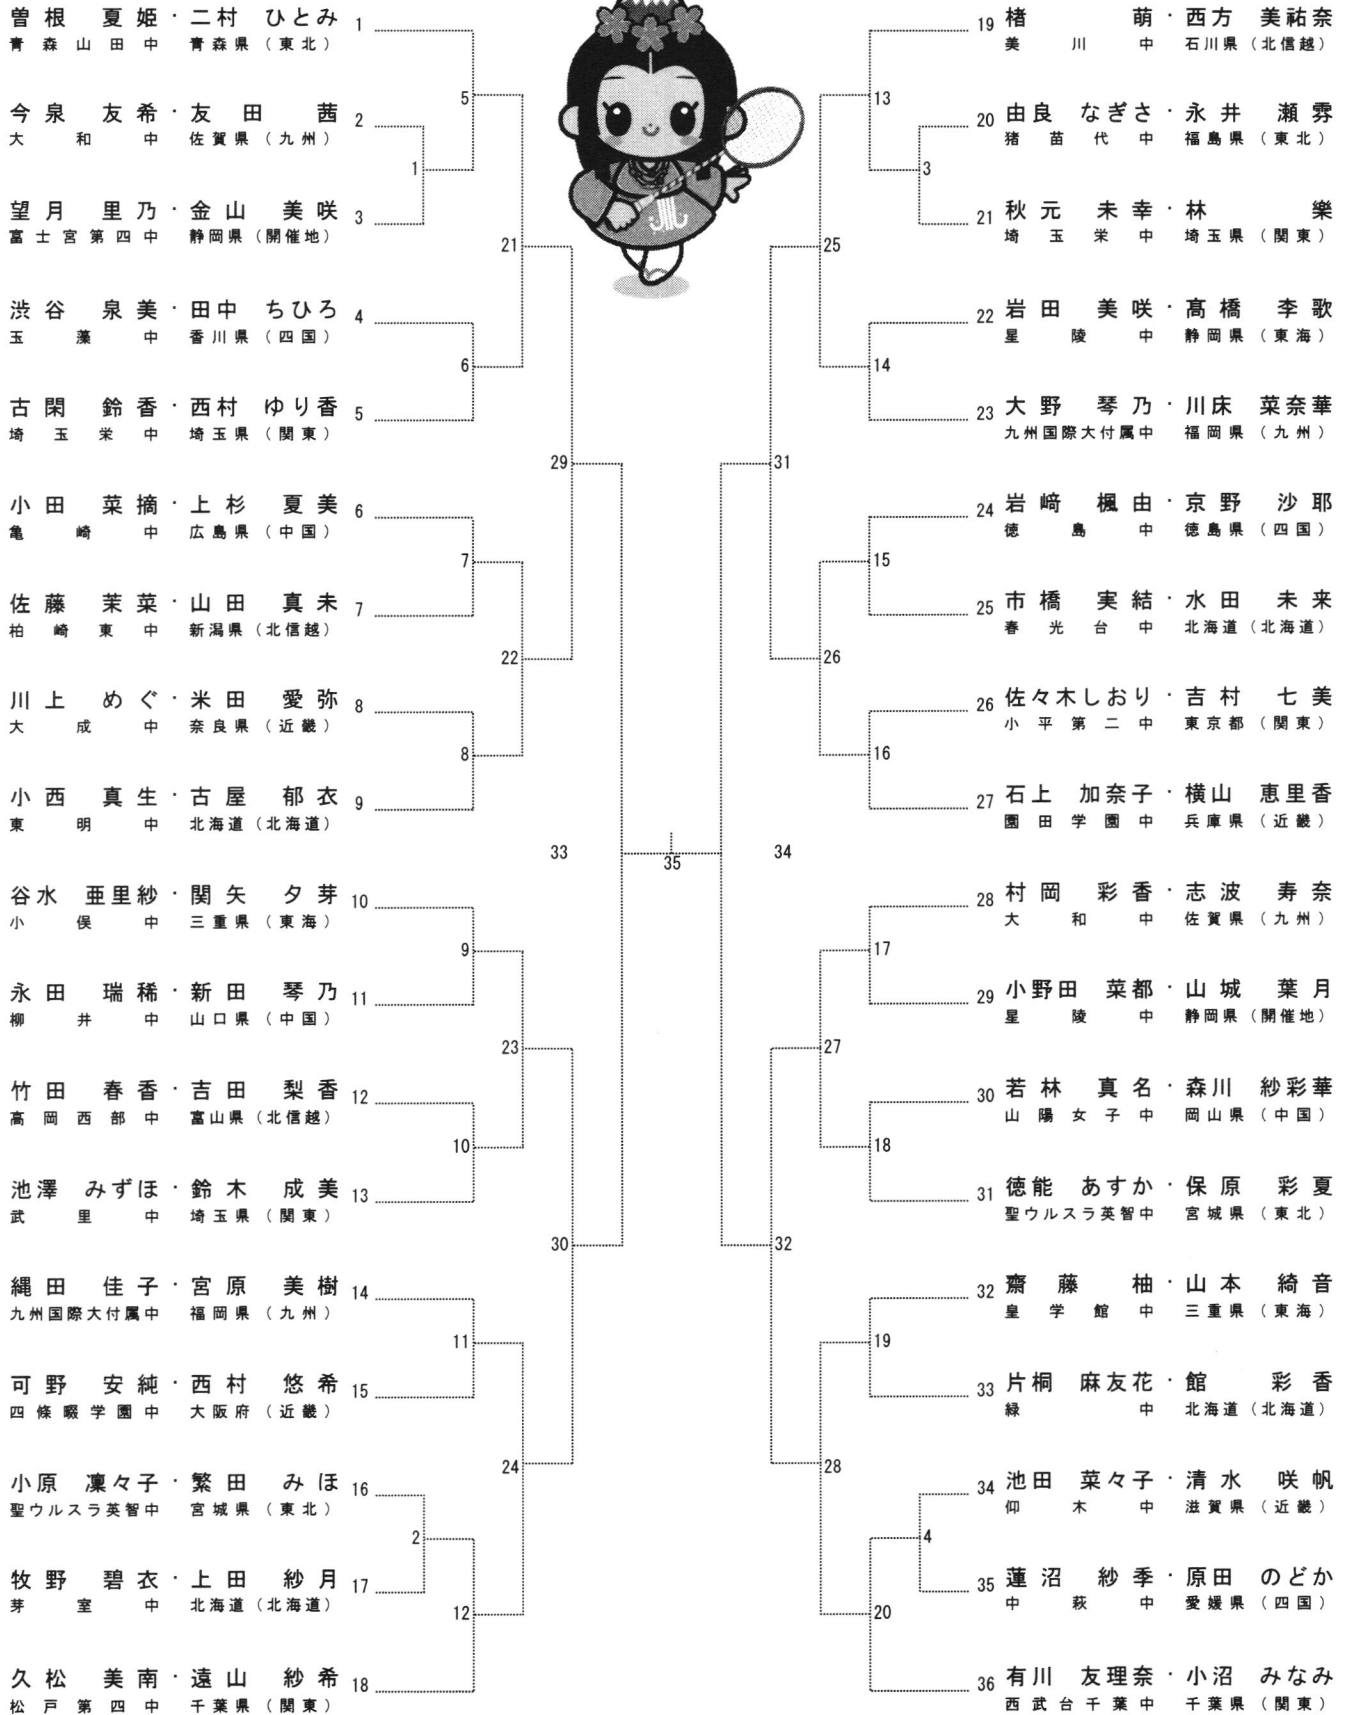 曽根 夏姫・二村 ひとみ 1
青森山田中 青森県（東北）
今泉 友希・友田 茜 2
大和中 佐賀県（九州）
望月 里乃・金山 美咲 3
富士宮第四中 静岡県（開催地）
渋谷 泉美・田中 ちひろ 4
玉藻中 香川県（四国）
古閑 鈴香・西村 ゆり香 5
埼玉栄中 埼玉県（関東）
小田 菜摘・上杉 夏美 6
亀崎中 広島県（中国）
佐藤 茉菜・山田 真未 7
柏崎東中 新潟県（北信越）
川上 めぐ・米田 愛弥 8
大成中 奈良県（近畿）
小西 真生・古屋 郁衣 9
東明中 北海道（北海道）
谷水 亜里紗・関矢 夕芽 10
小俣中 三重県（東海）
永田 瑞稀・新田 琴乃 11
柳井中 山口県（中国）
竹田 春香・吉田 梨香 12
高岡西部中 富山県（北信越）
池澤 みずほ・鈴木 成美 13
武里中 埼玉県（関東）
縄田 佳子・宮原 美樹 14
九州国際大付属中 福岡県（九州）
可野 安純・西村 悠希 15
四條畷学園中 大阪府（近畿）
小原 凜々子・繁田 みほ 16
聖ウルスラ英智中 宮城県（東北）
牧野 碧衣・上田 紗月 17
芽室中 北海道（北海道）
久松 美南・遠山 紗希 18
松戸第四中 千葉県（関東）
5
1
21
6
29
7
22
8
33
9
23
10
30
11
24
2
12
35
13
3
25
14
31
15
26
16
34
17
27
18
32
19
28
4
20
19 楮 萌・西方 美祐奈
美川中 石川県（北信越）
20 由良 なぎさ・永井 瀬雰
猪苗代中 福島県（東北）
21 秋元 未幸・林 樂
埼玉栄中 埼玉県（関東）
22 岩田 美咲・髙橋 李歌
星陵中 静岡県（東海）
23 大野 琴乃・川床 菜奈華
九州国際大付属中 福岡県（九州）
24 岩﨑 楓由・京野 沙耶
徳島中 徳島県（四国）
25 市橋 実結・水田 未来
春光台中 北海道（北海道）
26 佐々木しおり・吉村 七美
小平第二中 東京都（関東）
27 石上 加奈子・横山 恵里香
園田学園中 兵庫県（近畿）
28 村岡 彩香・志波 寿奈
大和中 佐賀県（九州）
29 小野田 菜都・山城 葉月
星陵中 静岡県（開催地）
30 若林 真名・森川 紗彩華
山陽女子中 岡山県（中国）
31 徳能 あすか・保原 彩夏
聖ウルスラ英智中 宮城県（東北）
32 齋藤 柚・山本 綺音
皇学館中 三重県（東海）
33 片桐 麻友花・館 彩香
緑中 北海道（北海道）
34 池田 菜々子・清水 咲帆
仰木中 滋賀県（近畿）
35 蓮沼 紗季・原田 のどか
中萩中 愛媛県（四国）
36 有川 友理奈・小沼 みなみ
西武台千葉中 千葉県（関東）